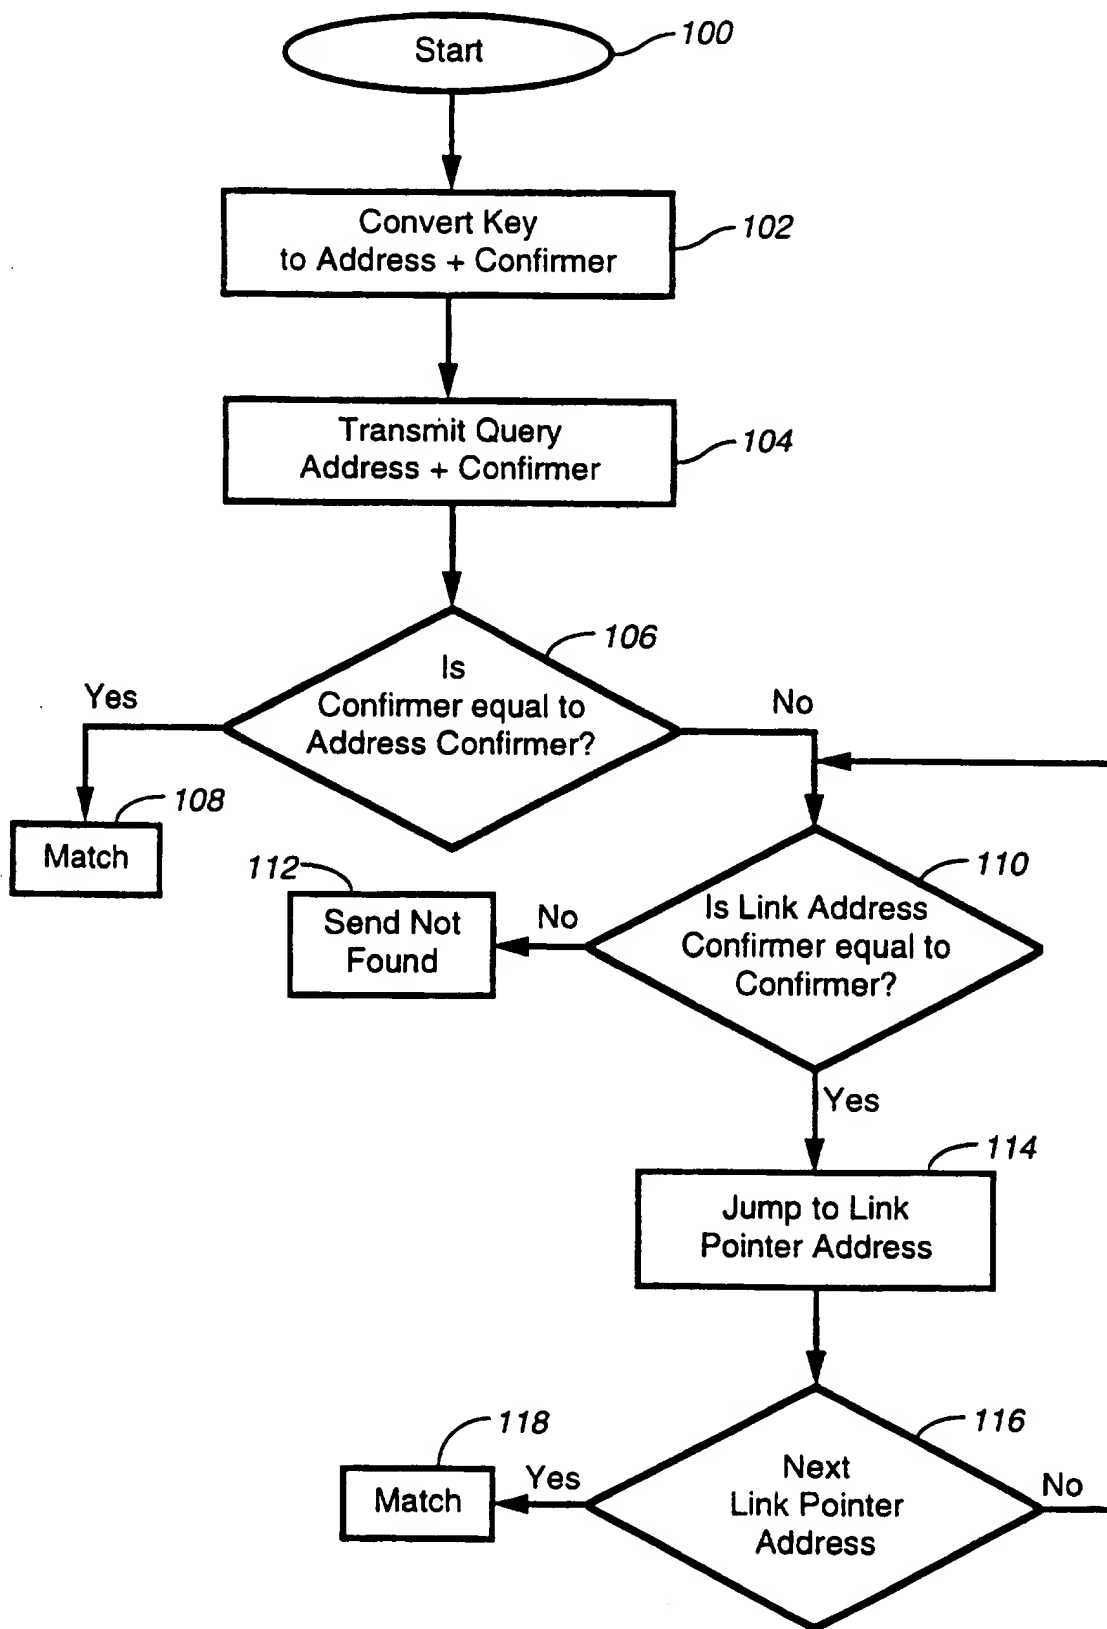 Start
100
Convert Key
to Address + Confirmer
102
Transmit Query
Address + Confirmer
104
Is
Confirmer equal to
Address Confirmer?
106
Yes
No
Match
108
Is Link Address
Confirmer equal to
Confirmer?
110
No
Send Not
Found
112
Yes
Jump to Link
Pointer Address
114
Next
Link Pointer
Address
116
Yes
No
Match
118